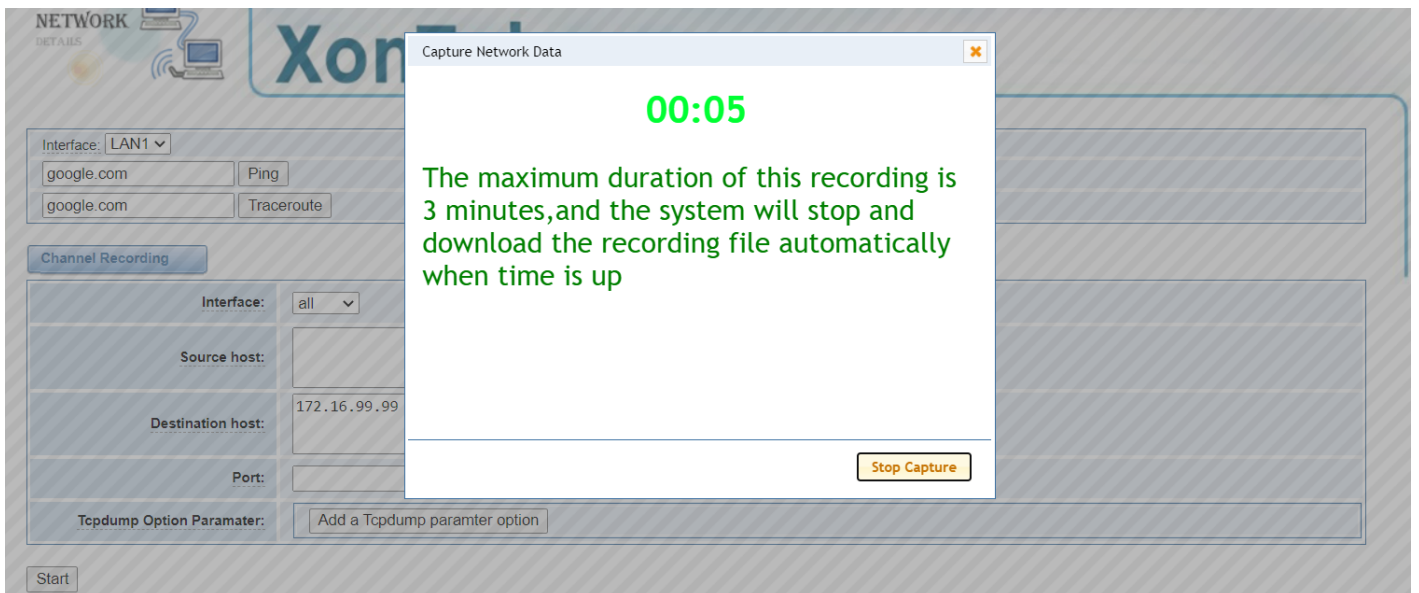 NETWORK
DETAILS
Capture Network Data
00:05
Interface: LAN1
google.com Ping
google.com Traceroute
The maximum duration of this recording is
3 minutes,and the system will stop and
download the recording file automatically
when time is up
Channel Recording
Interface: all
Source host:
Destination host: 172.16.99.99
Port:
Stop Capture
Tcpdump Option Paramater: Add a Tcpdump paramter option
Start